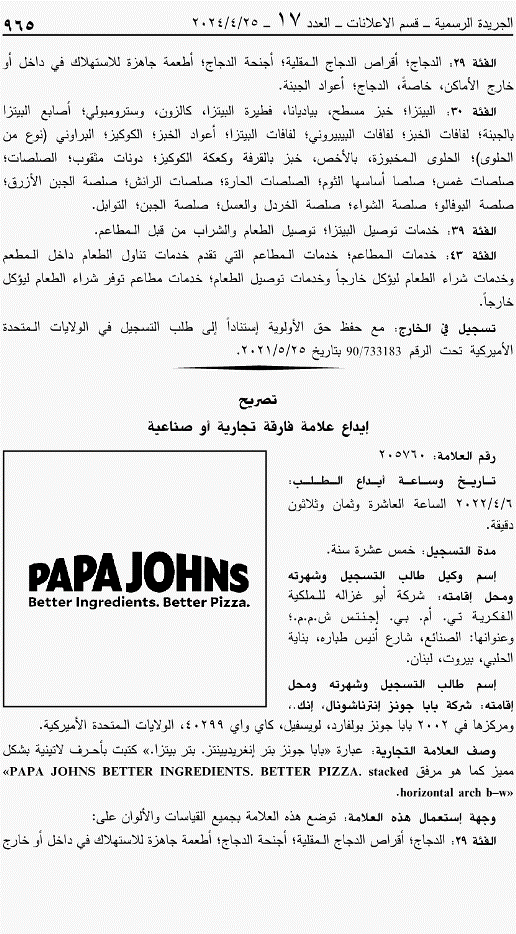 الجريدة الرسمية ـ قسم الاعلانات ـ العدد ١٧ ـ ٢٠٢٤/٤/٢٥
٩٦٥
الفئة ٢٩: الدجاج؛ أقراص الدجاج المقلية؛ أجنحة الدجاج؛ أطعمة جاهزة للاستهلاك في داخل أو
خارج الأماكن، خاصةً، الدجاج؛ أعواد الجبنة.
الفئة ٣٠: البيتزا؛ خبز مسطح، بياديانا، فطيرة البيتزا، كالزون، وسترومبولي؛ أصابع البيتزا
بالجبنة؛ لفافات الخبز؛ لفافات البيبيروني؛ لفافات البيتزا؛ أعواد الخبز؛ الكوكيز؛ البراوني (نوع من
الحلوى)؛ الحلوى المخبوزة، بالأخص، خبز بالقرفة وكعكة الكوكيز؛ دونات مثقوب؛ الصلصات؛
صلصات غمس؛ صلصا أساسها الثوم؛ الصلصات الحارة؛ صلصات الرانش؛ صلصة الجبن الأزرق؛
صلصة البوفالو؛ صلصة الشواء؛ صلصة الخردل والعسل؛ صلصة الجبن؛ التوابل.
الفئة ٣٩: خدمات توصيل البيتزا؛ توصيل الطعام والشراب من قبل المطاعم.
الفئة ٤٣: خدمات المطاعم؛ خدمات المطاعم التي تقدم خدمات تناول الطعام داخل المطعم
وخدمات شراء الطعام ليؤكل خارجاً وخدمات توصيل الطعام؛ خدمات مطاعم توفر شراء الطعام ليؤكل
خارجاً.
تسجيل في الخارج: مع حفظ حق الأولوية إستناداً إلى طلب التسجيل في الولايات المتحدة
الأميركية تحت الرقم 90/733183 بتاريخ ٢٠٢١/٥/٢٥.
تصريح
إيداع علامة فارقة تجارية أو صناعية
رقم العلامة: ٢٠٥٧٦٠
تاريخ وساعة أيداع الطلب:
٢٠٢٢/٤/٦ الساعة العاشرة وثمان وثلاثون
دقيقة.
مدة التسجيل: خمس عشرة سنة.
إسم وكيل طالب التسجيل وشهرته
ومحل إقامته: شركة أبو غزاله للملكية
الفكرية تي. أم. بي. إجنتس ش.م.م.؛
وعنوانها: الصنائع، شارع أنيس طباره، بناية
الحلبي، بيروت، لبنان.
إسم طالب التسجيل وشهرته ومحل
إقامته: شركة بابا جونز إنترناشونال، إنك.،
PAPA JOHNS
Better Ingredients. Better Pizza.
ومركزها في ٢٠٠٢ بابا جونز بولفارد، لويسفيل، كاي واي ٤٠٢٩٩، الولايات المتحدة الأميركية.
وصف العلامة التجارية: عبارة «بابا جونز بتر إنغريديينتز. بتر بيتزا.» كتبت بأحرف لاتينية بشكل
مميز كما هو مرفق PAPA JOHNS BETTER INGREDIENTS. BETTER PIZZA. stacked»
«horizontal arch b–w.
وجهة إستعمال هذه العلامة: توضع هذه العلامة بجميع القياسات والألوان على:
الفئة ٢٩: الدجاج؛ أقراص الدجاج المقلية؛ أجنحة الدجاج؛ أطعمة جاهزة للاستهلاك في داخل أو خارج